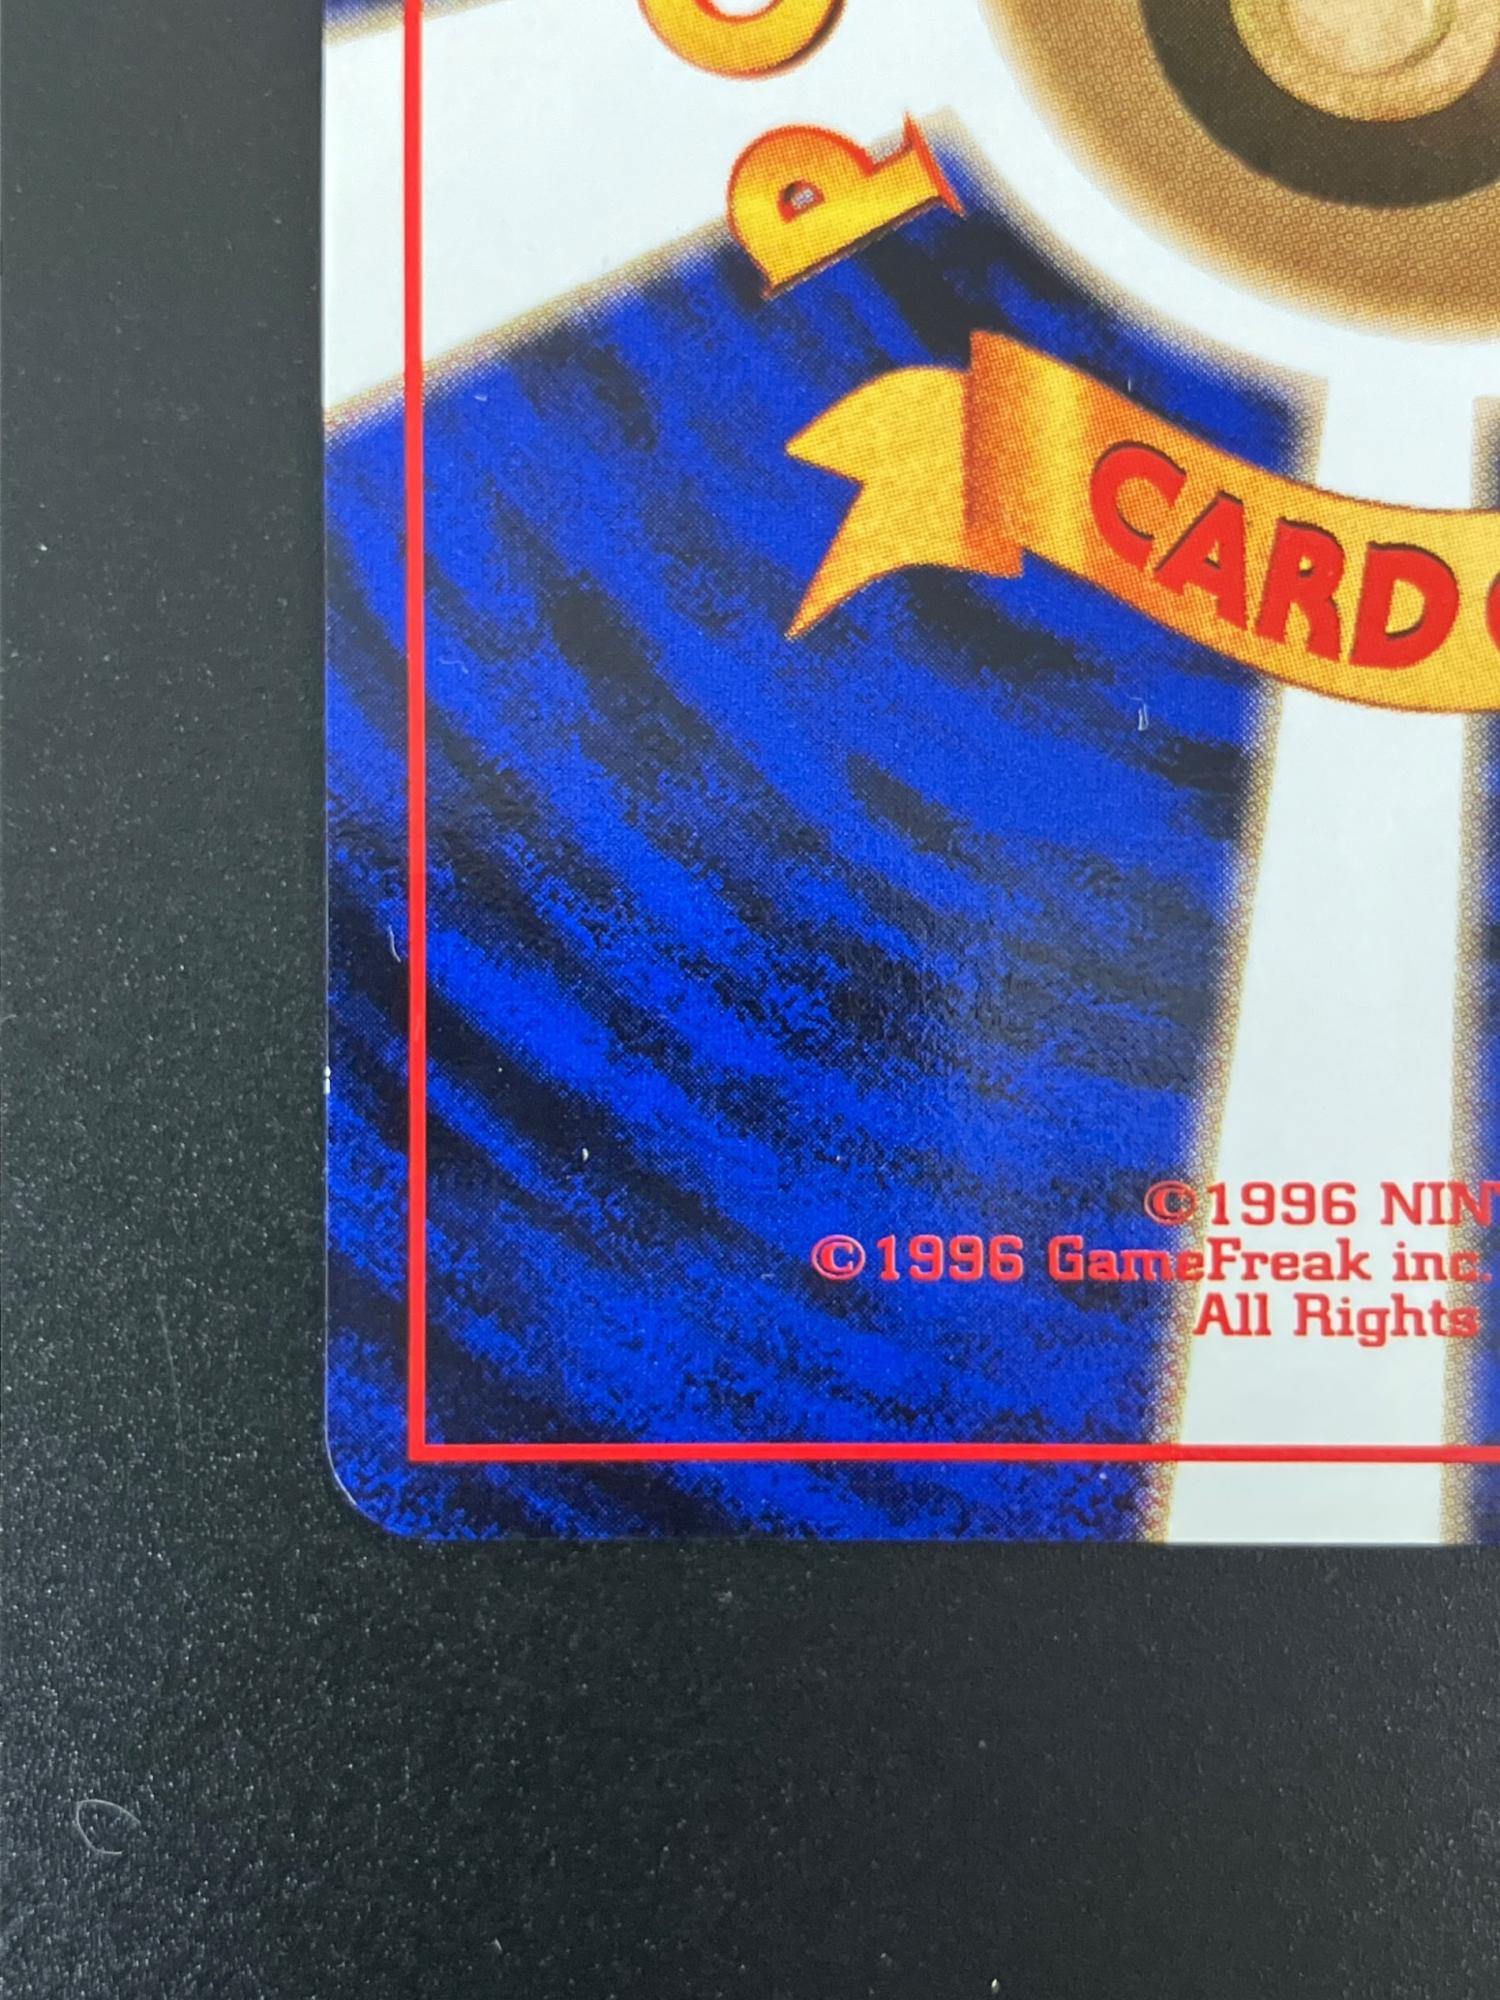 P
CARD
©1996 NIN
©1996 GameFreak inc.
All Rights